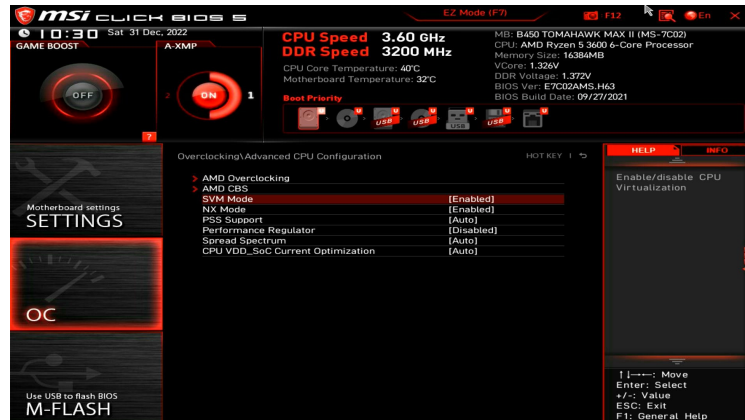 msi CLICK BIOS 5
EZ Mode (F7)
F12
En
10:30 Sat 31 Dec, 2022
GAME BOOST
A-XMP
OFF
2
ON
1
?
CPU Speed 3.60 GHz
DDR Speed 3200 MHz
CPU Core Temperature: 40°C
Motherboard Temperature: 32°C
MB: B450 TOMAHAWK MAX II (MS-7C02)
CPU: AMD Ryzen 5 3600 6-Core Processor
Memory Size: 16384MB
VCore: 1.326V
DDR Voltage: 1.372V
BIOS Ver: E7C02AMS.H63
BIOS Build Date: 09/27/2021
Boot Priority
U
U
USB U
USB U
USB U
USB U
U
Motherboard settings
SETTINGS
OC
Use USB to flash BIOS
M-FLASH
Overclocking\Advanced CPU Configuration
HOT KEY
AMD Overclocking
AMD CBS
SVM Mode [Enabled]
NX Mode [Enabled]
PSS Support [Auto]
Performance Regulator [Disabled]
Spread Spectrum [Auto]
CPU VDD_SoC Current Optimization [Auto]
HELP
INFO
Enable/disable CPU
Virtualization
↑↓→←: Move
Enter: Select
+/-: Value
ESC: Exit
F1: General Help